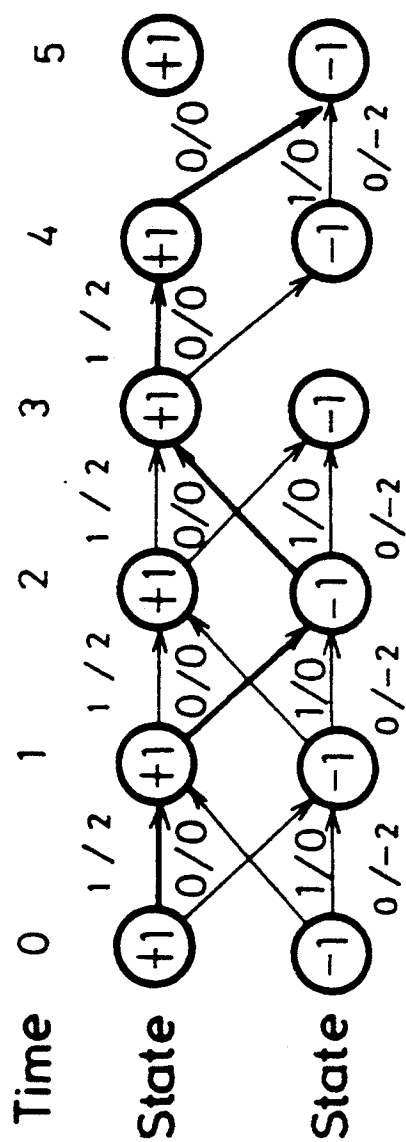 Time 0 1 2 3 4 5
1/2 1/2 1/2 1/2
State +1 +1 +1 +1 +1 +1
0/0 0/0 0/0 0/0 0/0
1/0 1/0 1/0 1/0
State −1 −1 −1 −1 −1 −1
0/−2 0/−2 0/−2 0/−2